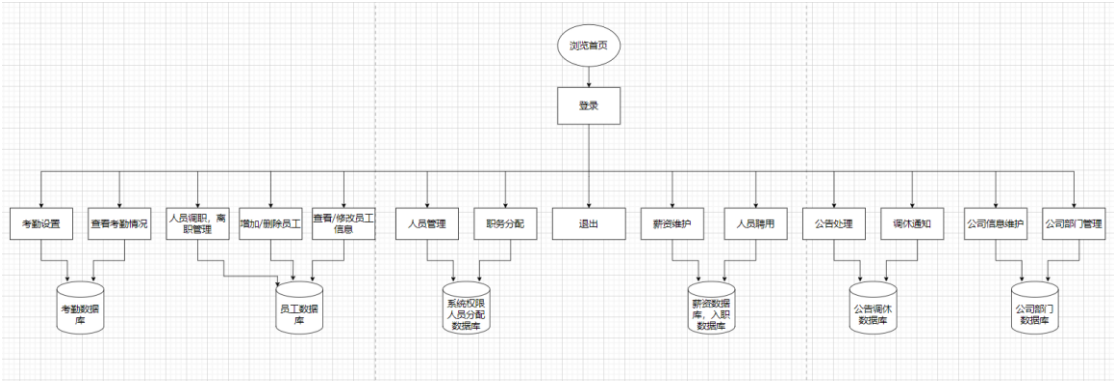 浏览首页
登录
考勤设置
查看考勤情况
人员调职，离
职管理
增加/删除员工
查看/修改员工
信息
人员管理
职务分配
退出
薪资维护
人员聘用
公告处理
调休通知
公司信息维护
公司部门管理
考勤数据
库
员工数据
库
系统权限
人员分配
数据库
薪资数据
库，入职
数据库
公告调休
数据库
公司部门
数据库